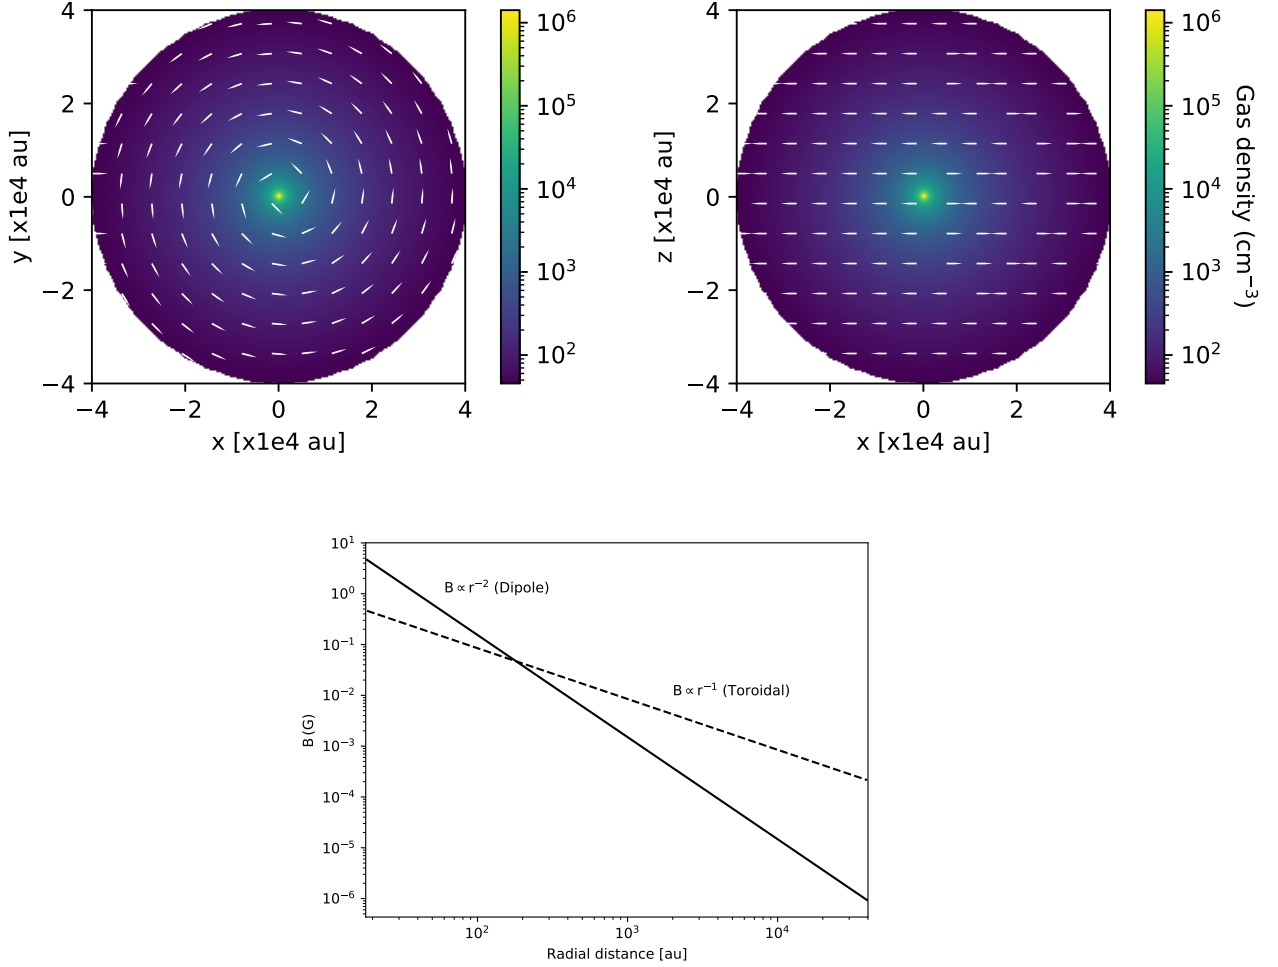 4
2
0
−2
−4
y [x1e4 au]
−4 −2 0 2 4
x [x1e4 au]
10⁶
10⁵
10⁴
10³
10²
4
2
0
−2
−4
z [x1e4 au]
−4 −2 0 2 4
x [x1e4 au]
10⁶
10⁵
10⁴
10³
10²
Gas density (cm⁻³)
10¹
10⁰
10⁻¹
10⁻²
10⁻³
10⁻⁴
10⁻⁵
10⁻⁶
B (G)
B ∝ r⁻² (Dipole)
B ∝ r⁻¹ (Toroidal)
10² 10³ 10⁴
Radial distance [au]